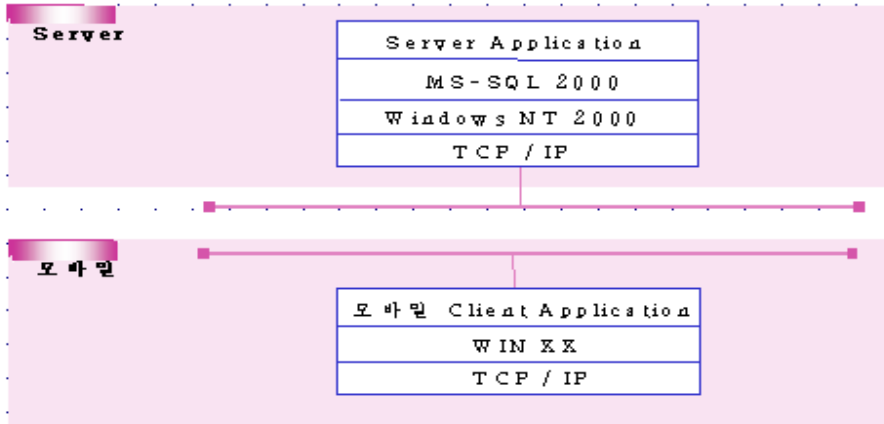 Server
Server Application
MS-SQL 2000
Windows NT 2000
TCP / IP
모바일
모바일 Client Application
WIN XX
TCP / IP